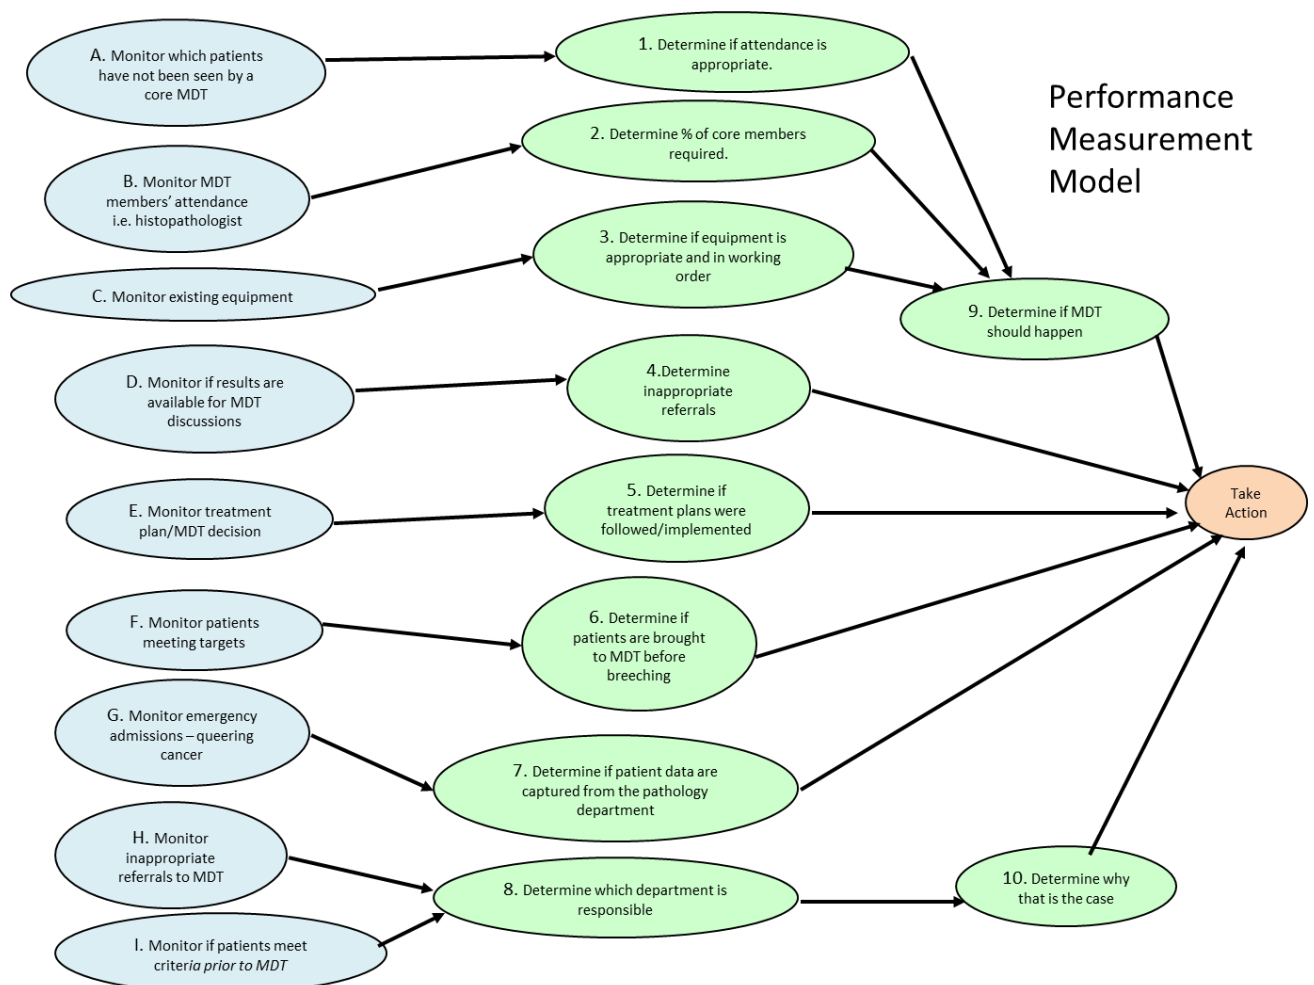 A. Monitor which patients
have not been seen by a
core MDT
1. Determine if attendance is
appropriate.
Performance
Measurement
Model
B. Monitor MDT
members' attendance
i.e. histopathologist
2. Determine % of core members
required.
C. Monitor existing equipment
3. Determine if equipment is
appropriate and in working
order
9. Determine if MDT
should happen
D. Monitor if results are
available for MDT
discussions
4.Determine
inappropriate
referrals
E. Monitor treatment
plan/MDT decision
5. Determine if
treatment plans were
followed/implemented
Take
Action
F. Monitor patients
meeting targets
6. Determine if
patients are brought
to MDT before
breeching
G. Monitor emergency
admissions – queering
cancer
7. Determine if patient data are
captured from the pathology
department
H. Monitor
inappropriate
referrals to MDT
8. Determine which department is
responsible
10. Determine why
that is the case
I. Monitor if patients meet
criteria prior to MDT